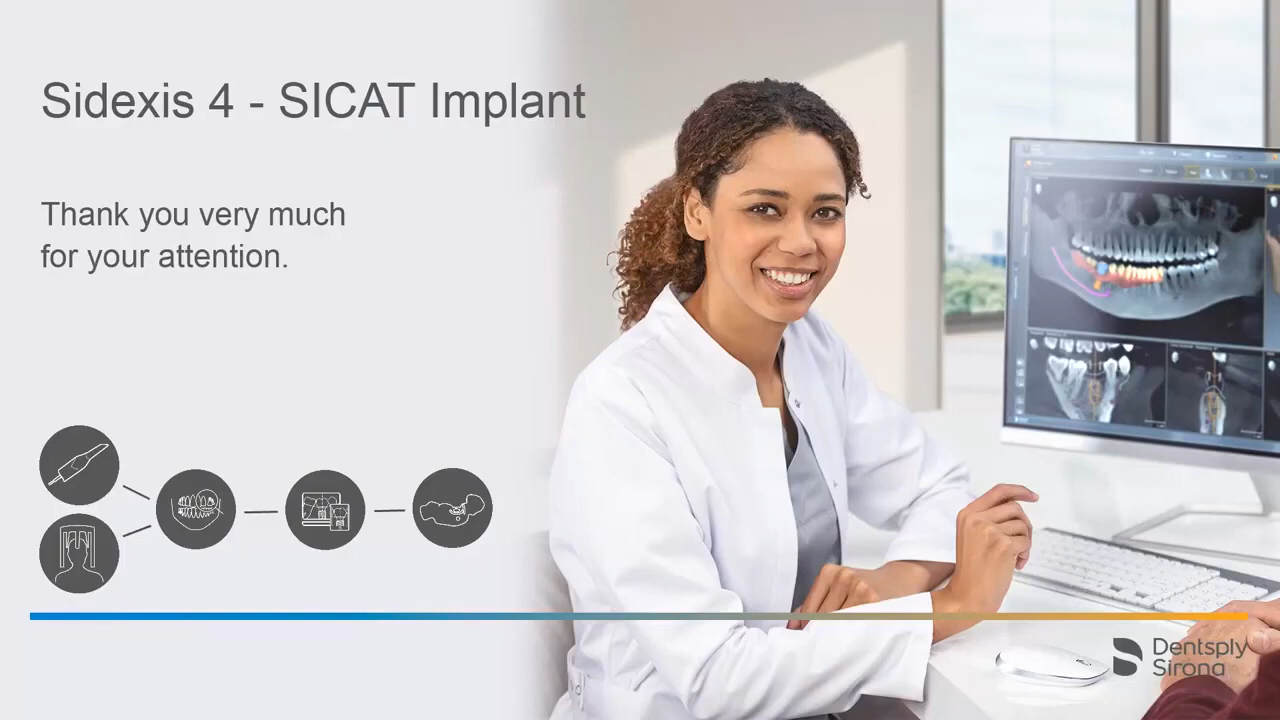 Sidexis 4 - SICAT Implant
Thank you very much
for your attention.
Dentsply
Sirona